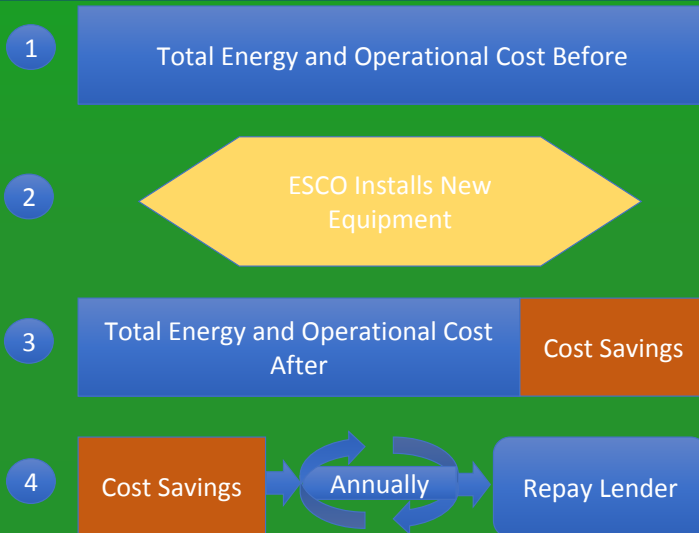 1
Total Energy and Operational Cost Before
2
ESCO Installs New
Equipment
3
Total Energy and Operational Cost
After
Cost Savings
4
Cost Savings
Annually
Repay Lender